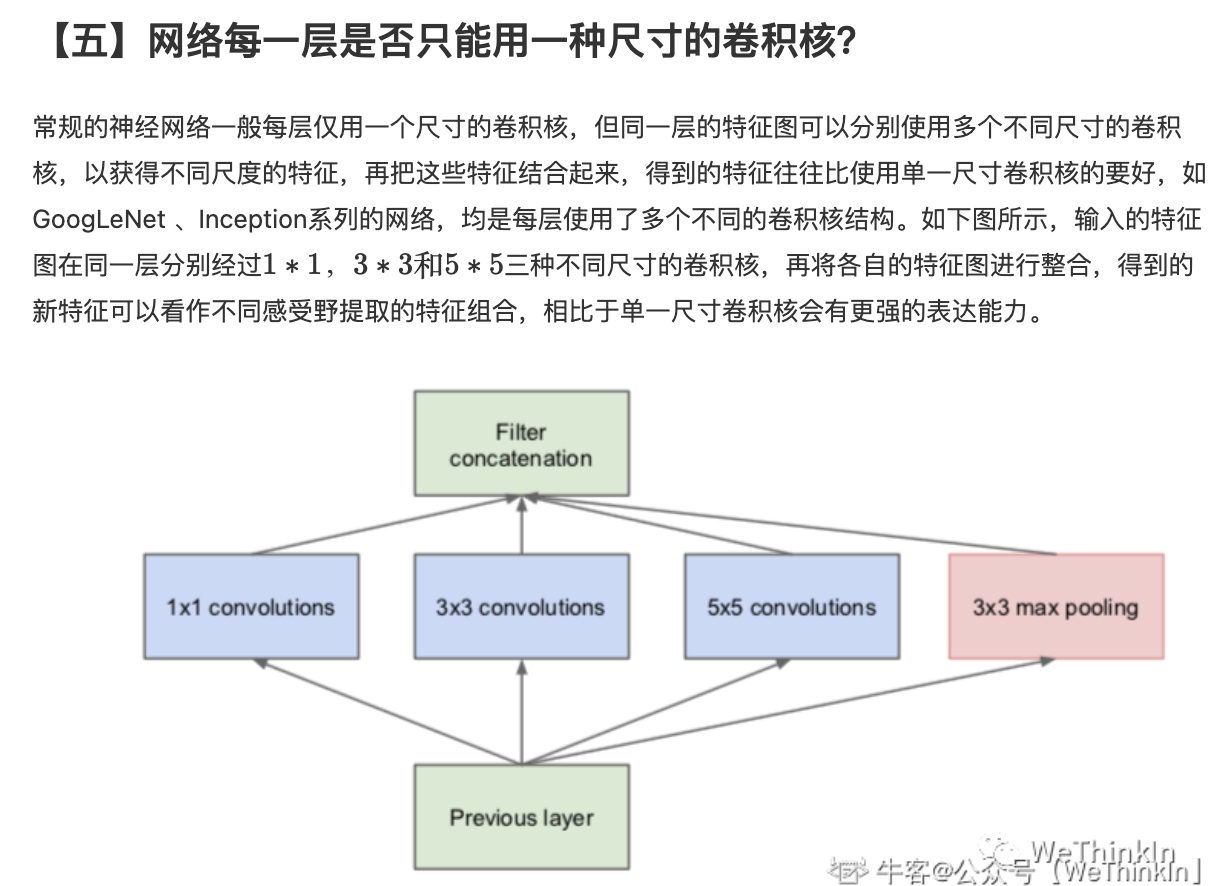 【五】网络每一层是否只能用一种尺寸的卷积核?
常规的神经网络一般每层仅用一个尺寸的卷积核，但同一层的特征图可以分别使用多个不同尺寸的卷积
核，以获得不同尺度的特征，再把这些特征结合起来，得到的特征往往比使用单一尺寸卷积核的要好，如
GoogLeNet 、Inception系列的网络，均是每层使用了多个不同的卷积核结构。如下图所示，输入的特征
图在同一层分别经过1 * 1，3 * 3和5 * 5三种不同尺寸的卷积核，再将各自的特征图进行整合，得到的
新特征可以看作不同感受野提取的特征组合，相比于单一尺寸卷积核会有更强的表达能力。
Filter
concatenation
1x1 convolutions
3x3 convolutions
5x5 convolutions
3x3 max pooling
Previous layer
WeThinkIn
牛客@公众号【WeThinkIn】